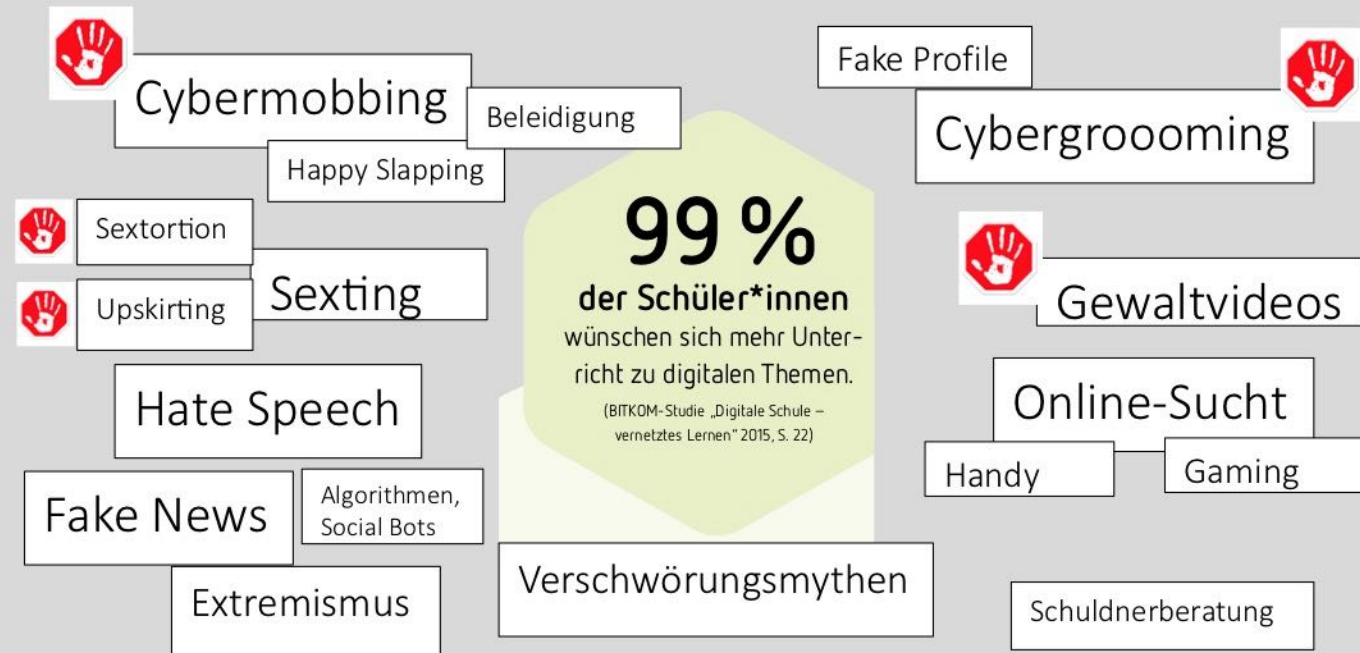 Cybermobbing
Beleidigung
Happy Slapping
Sextortion
Upskirting
Sexting
Hate Speech
Fake News
Algorithmen,
Social Bots
Extremismus
99 %
der Schüler*innen
wünschen sich mehr Unter-
richt zu digitalen Themen.
(BITKOM-Studie „Digitale Schule –
vernetztes Lernen“ 2015, S. 22)
Verschwörungsmythen
Fake Profile
Cybergroooming
Gewaltvideos
Online-Sucht
Handy
Gaming
Schuldnerberatung